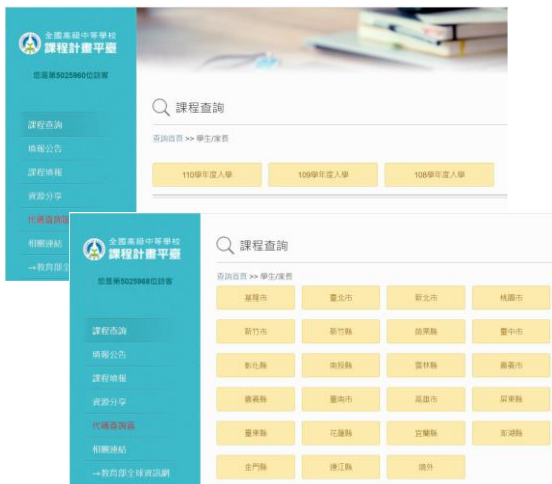 全國高級中等學校
課程計畫平臺
您是第5025960位訪客
課程查詢
填報公告
課程填報
資源分享
代碼查詢區
相關連結
→教育部全
課程查詢
查詢首頁 >> 學生/家長
110學年度入學
109學年度入學
108學年度入學
全國高級中等學校
課程計畫平臺
您是第5025968位訪客
課程查詢
填報公告
課程填報
資源分享
代碼查詢區
相關連結
→教育部全球資訊網
課程查詢
查詢首頁 >> 學生/家長
基隆市 臺北市 新北市 桃園市
新竹市 新竹縣 苗栗縣 臺中市
彰化縣 南投縣 雲林縣 嘉義市
嘉義縣 臺南市 高雄市 屏東縣
臺東縣 花蓮縣 宜蘭縣 澎湖縣
金門縣 連江縣 境外